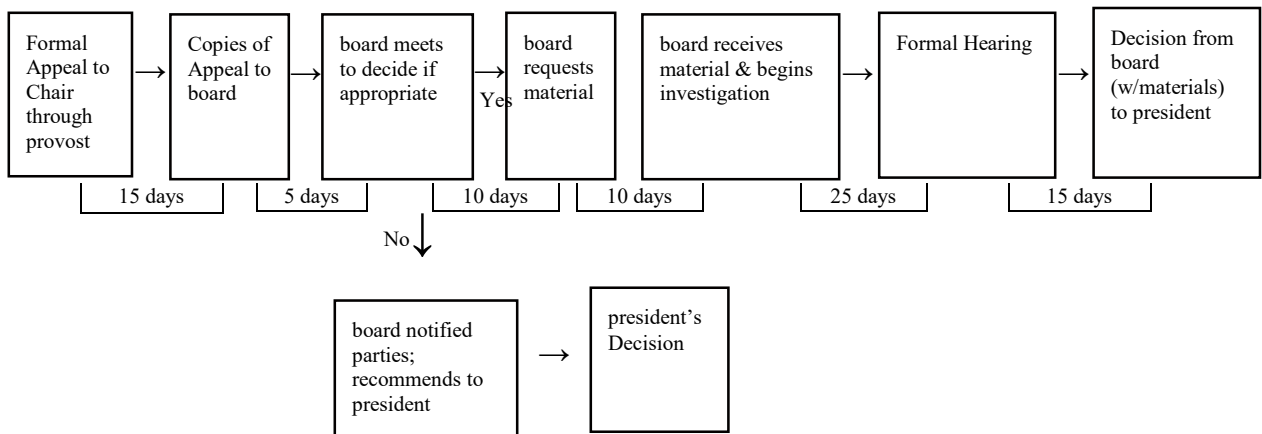 Formal
Appeal to
Chair
through
provost
Copies of
Appeal to
board
board meets
to decide if
appropriate
Yes
board
requests
material
board receives
material & begins
investigation
Formal Hearing
Decision from
board
(w/materials)
to president
15 days
5 days
10 days
10 days
25 days
15 days
No
board notified
parties;
recommends to
president
president’s
Decision